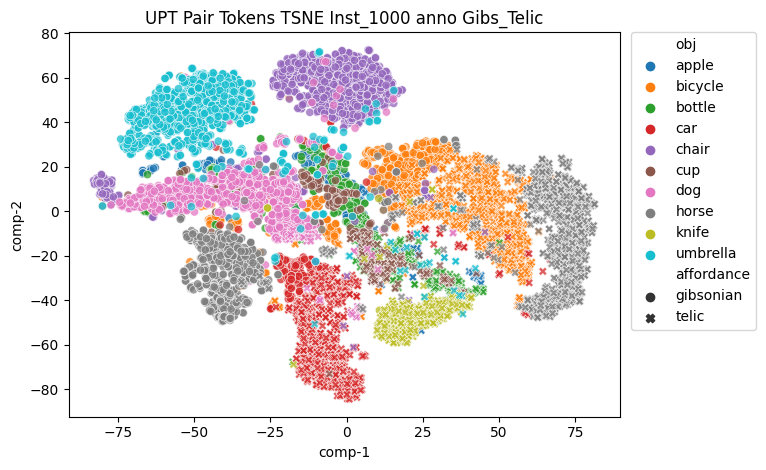 UPT Pair Tokens TSNE Inst_1000 anno Gibs_Telic
80
60
40
20
0
−20
−40
−60
−80
comp-2
−75
−50
−25
0
25
50
75
comp-1
obj
apple
bicycle
bottle
car
chair
cup
dog
horse
knife
umbrella
affordance
gibsonian
telic